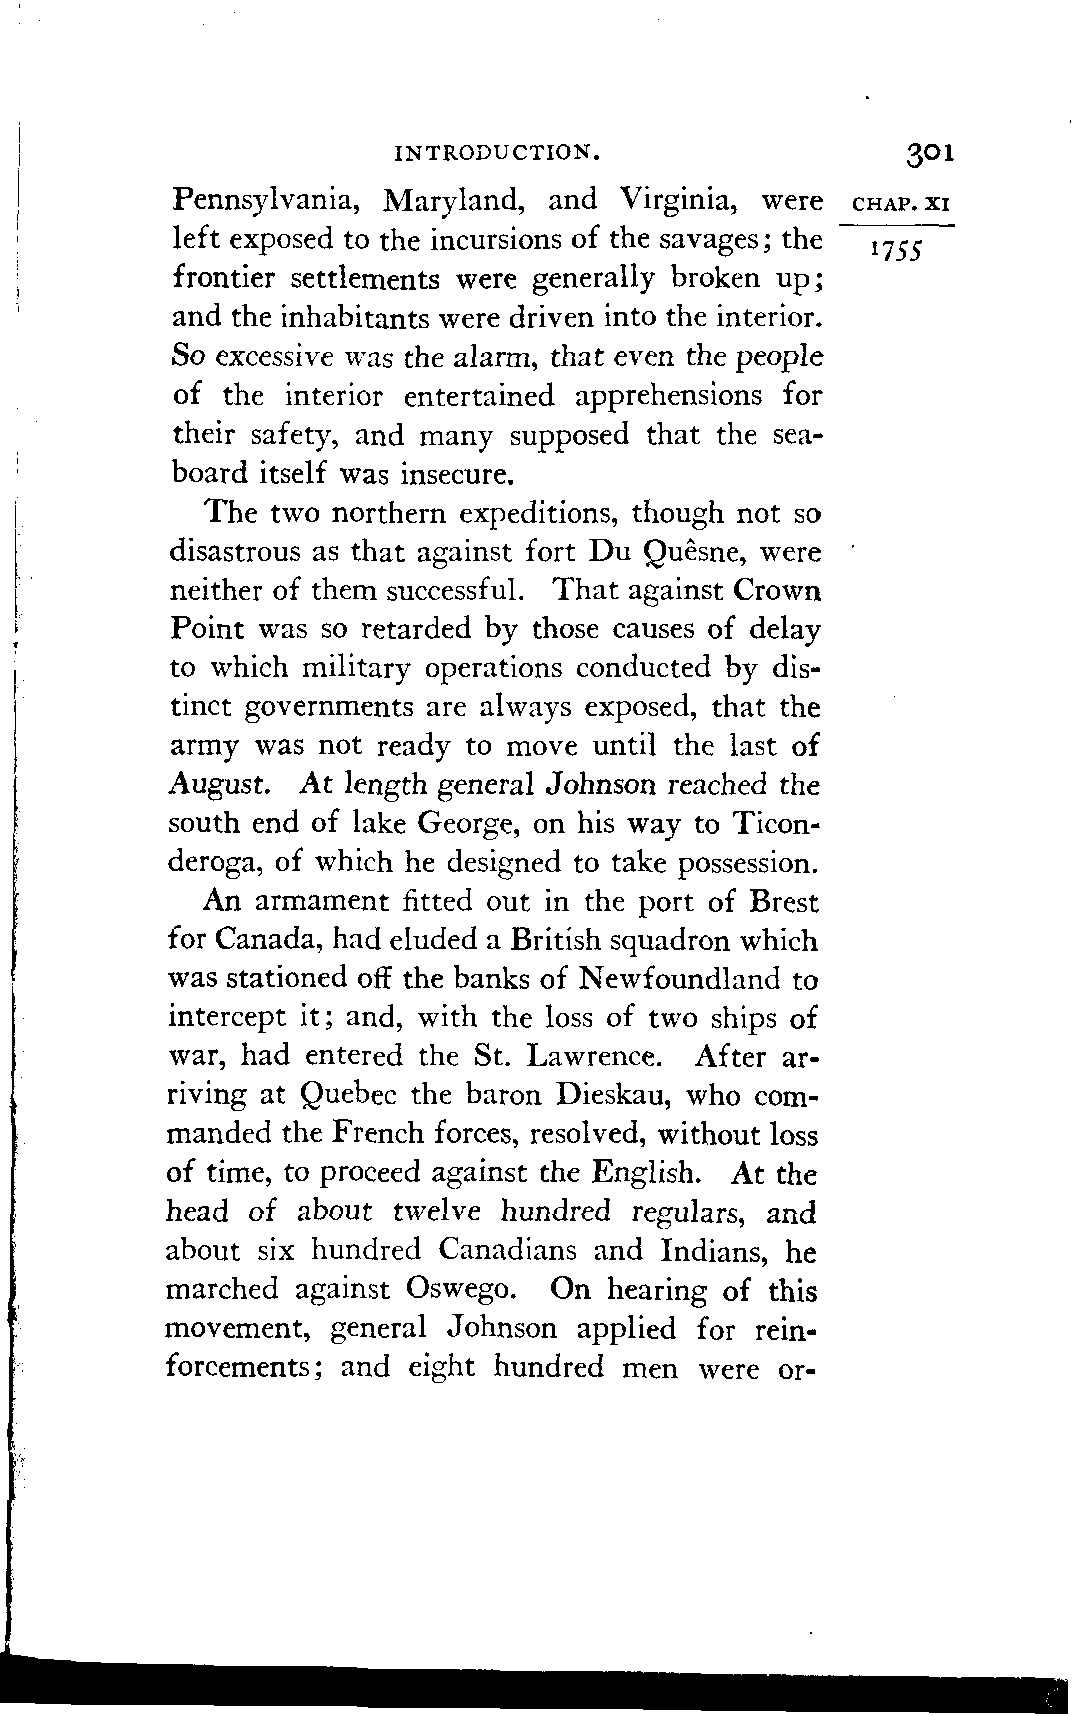 INTRODUCTION. 301
Pennsylvania, Maryland, and Virginia, were CHAP. XI
left exposed to the incursions of the savages; the 1755
frontier settlements were generally broken up;
and the inhabitants were driven into the interior.
So excessive was the alarm, that even the people
of the interior entertained apprehensions for
their safety, and many supposed that the sea-
board itself was insecure.
The two northern expeditions, though not so
disastrous as that against fort Du Quêsne, were
neither of them successful. That against Crown
Point was so retarded by those causes of delay
to which military operations conducted by dis-
tinct governments are always exposed, that the
army was not ready to move until the last of
August. At length general Johnson reached the
south end of lake George, on his way to Ticon-
deroga, of which he designed to take possession.
An armament fitted out in the port of Brest
for Canada, had eluded a British squadron which
was stationed off the banks of Newfoundland to
intercept it; and, with the loss of two ships of
war, had entered the St. Lawrence. After ar-
riving at Quebec the baron Dieskau, who com-
manded the French forces, resolved, without loss
of time, to proceed against the English. At the
head of about twelve hundred regulars, and
about six hundred Canadians and Indians, he
marched against Oswego. On hearing of this
movement, general Johnson applied for rein-
forcements; and eight hundred men were or-